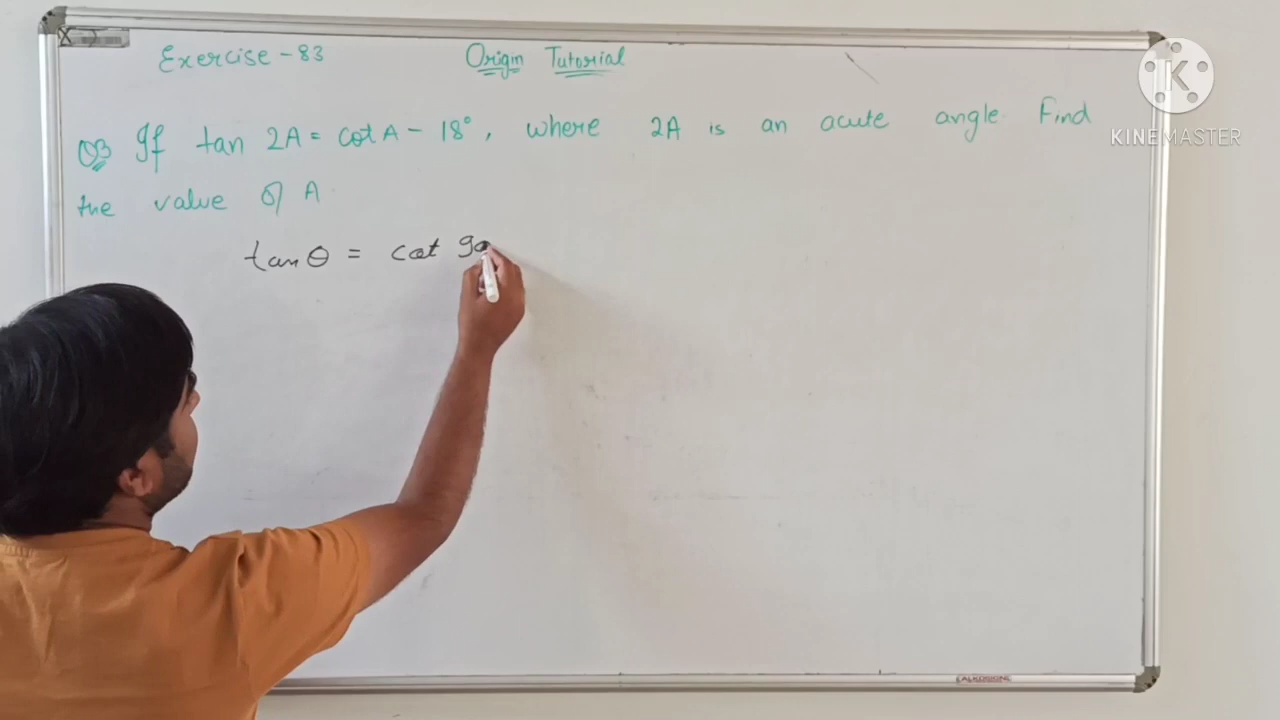 Exercise - 83
Origin Tutorial
Q3 If tan 2A = cot A - 18°, where 2A is an acute angle. Find
the value of A
tan θ = cot 90
K
KINEMASTER